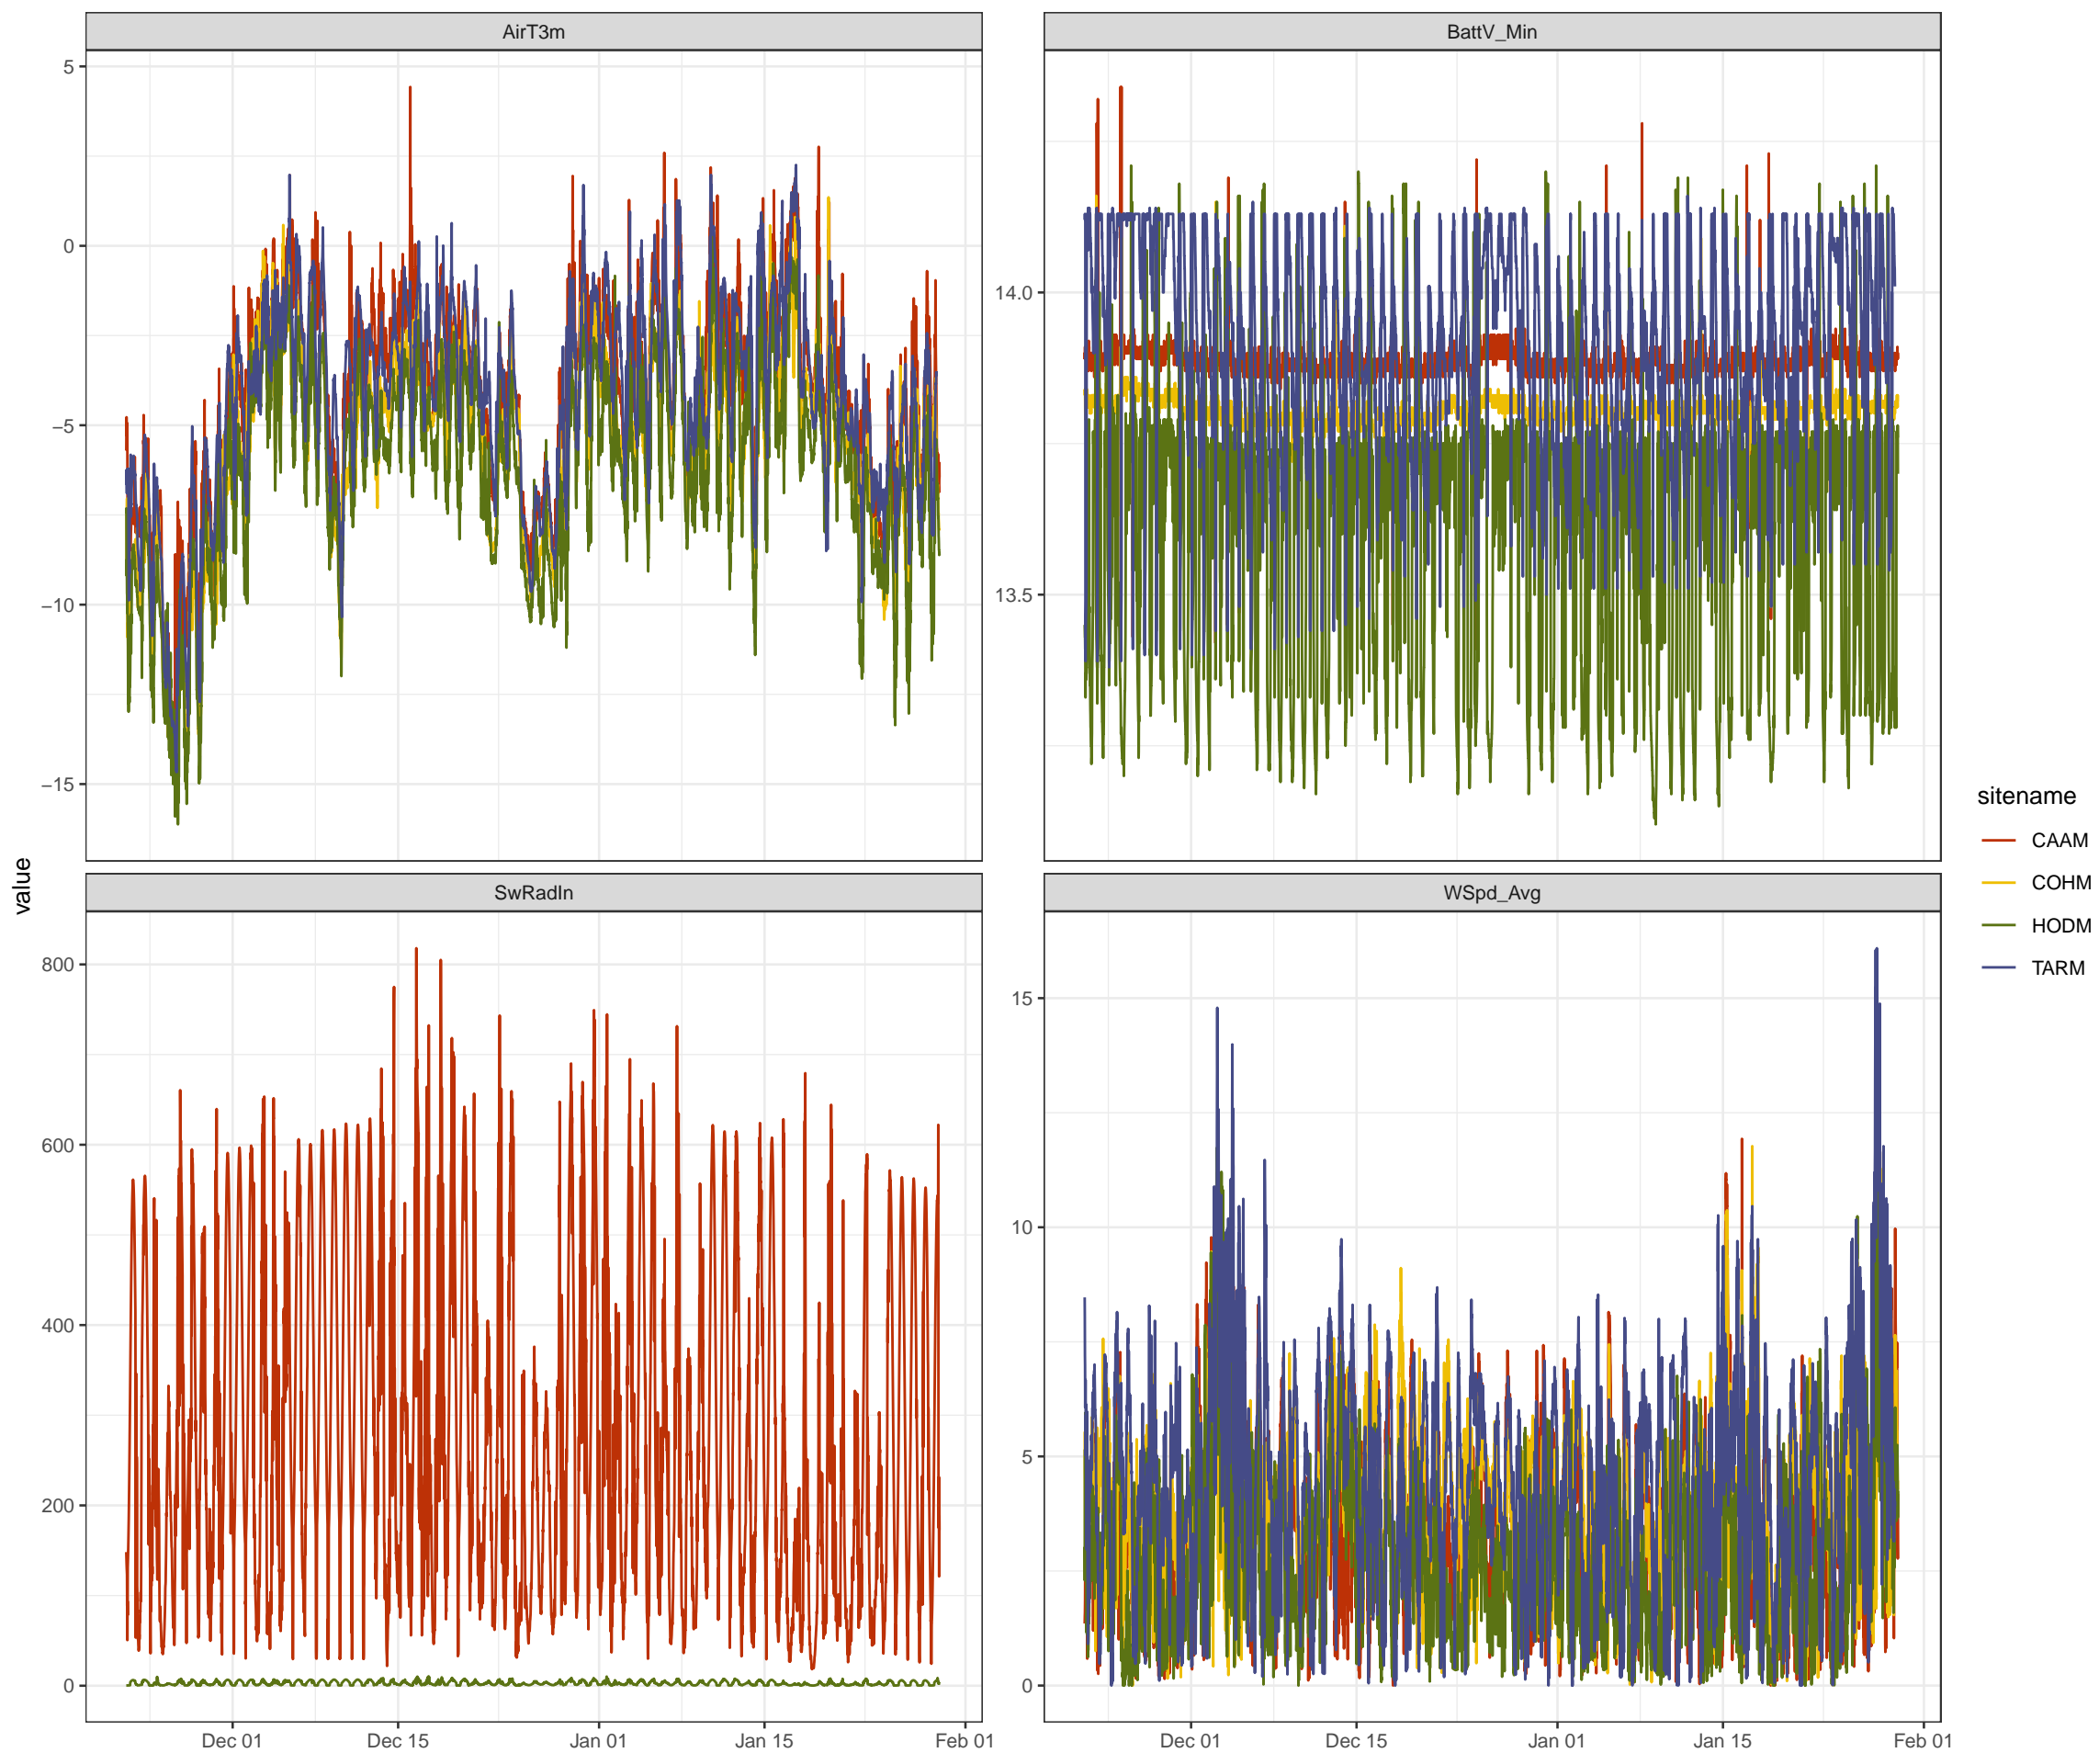 AirT3m
BattV_Min
5
0
−5
−10
−15
14.0
13.5
value
SwRadIn
WSpd_Avg
800
600
400
200
0
15
10
5
0
Dec 01
Dec 15
Jan 01
Jan 15
Feb 01
Dec 01
Dec 15
Jan 01
Jan 15
Feb 01
sitename
CAAM
COHM
HODM
TARM